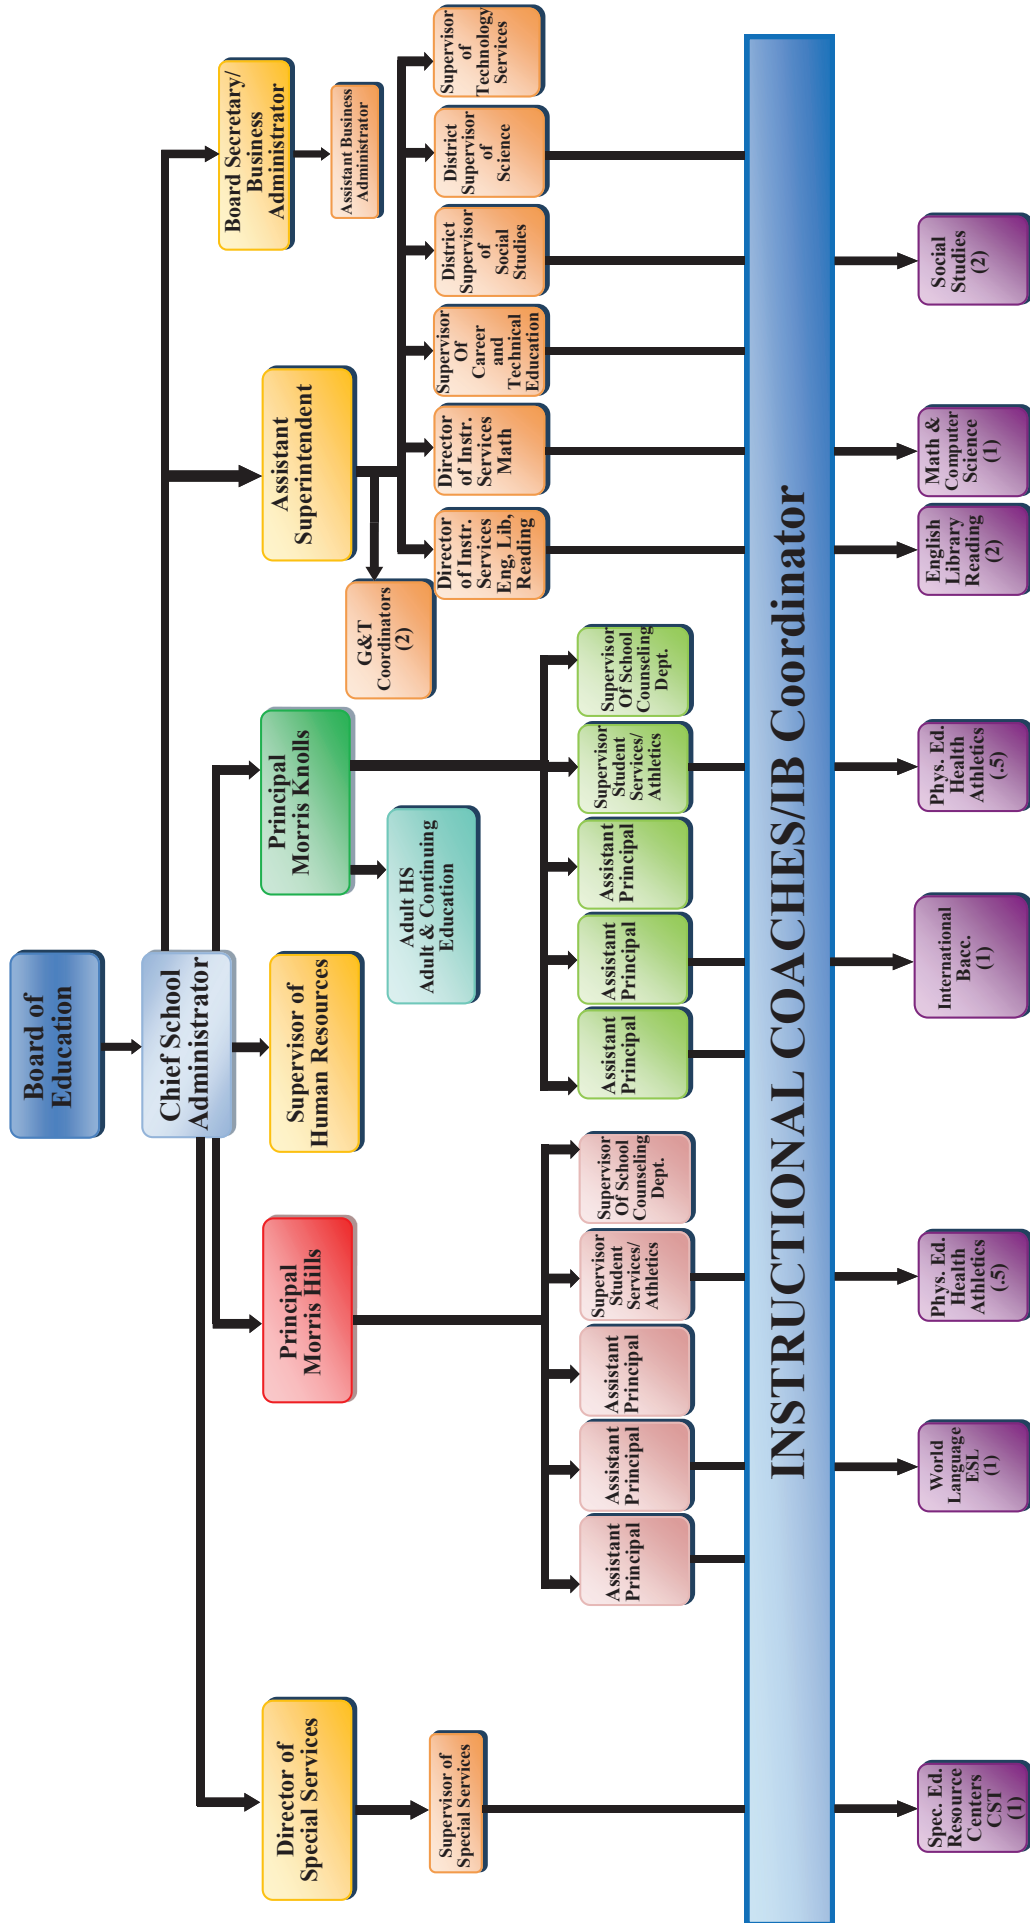 Board of
Education
Chief School
Administrator
Director of
Special Services
Principal
Morris Hills
Supervisor of
Human Resources
Principal
Morris Knolls
Assistant
Superintendent
Board Secretary/
Business
Administrator
Assistant Business
Administrator
G&T
Coordinators
(2)
Adult HS
Adult & Continuing
Education
Supervisor of
Special Services
Director
of Instr.
Services
Eng, Lib,
Reading
Director
of Instr.
Services
Math
Supervisor
Of
Career
and
Technical
Education
District
Supervisor
of
Social
Studies
District
Supervisor
of
Science
Supervisor
of
Technology
Services
Assistant
Principal
Assistant
Principal
Assistant
Principal
Supervisor
Student
Services/
Athletics
Supervisor
Of School
Counseling
Dept.
Assistant
Principal
Assistant
Principal
Assistant
Principal
Supervisor
Student
Services/
Athletics
Supervisor
Of School
Counseling
Dept.
INSTRUCTIONAL COACHES/IB Coordinator
Spec. Ed.
Resource
Centers
CST
(1)
World
Language
ESL
(1)
Phys. Ed.
Health
Athletics
(.5)
International
Bacc.
(1)
Phys. Ed.
Health
Athletics
(.5)
English
Library
Reading
(2)
Math &
Computer
Science
(1)
Social
Studies
(2)